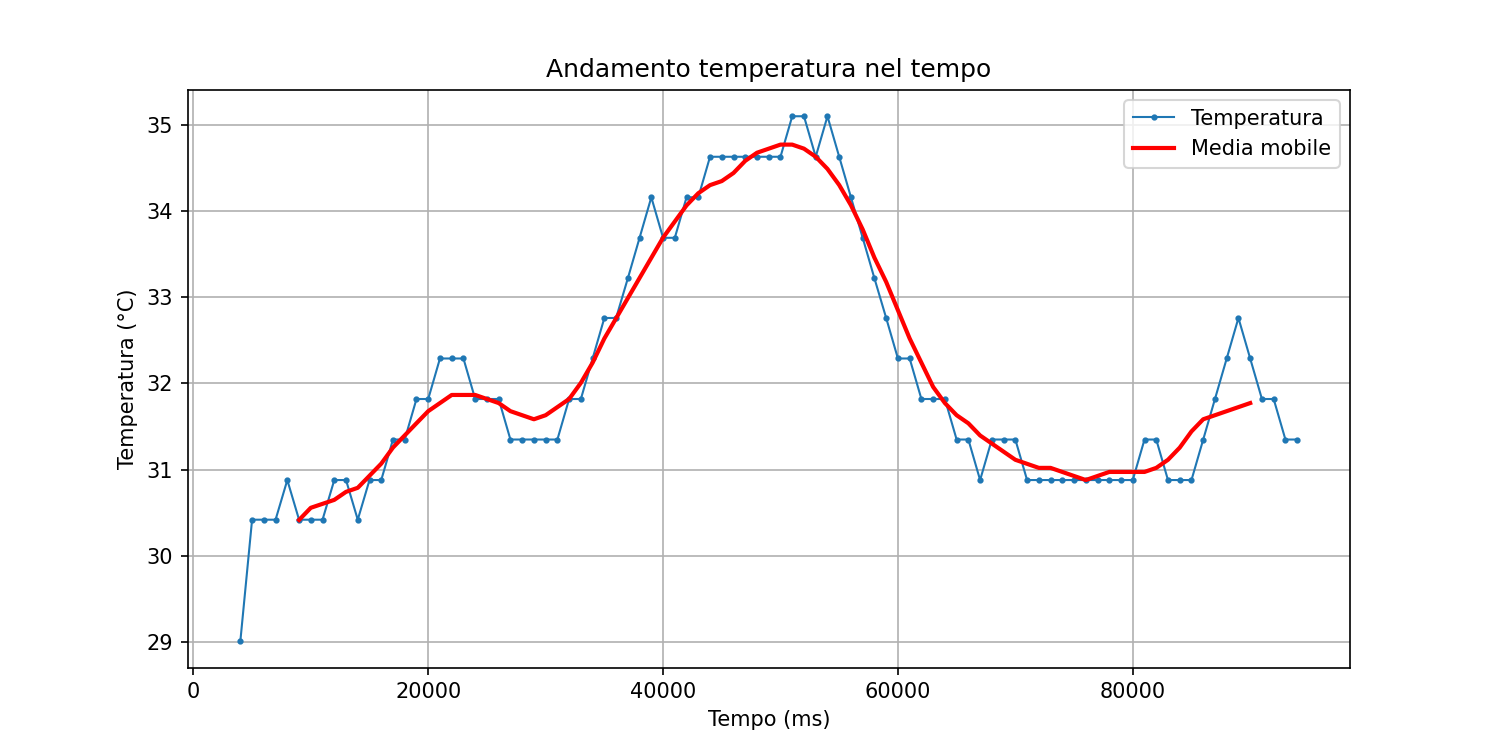 Andamento temperatura nel tempo
Temperatura
Media mobile
Temperatura (°C)
35
34
33
32
31
30
29
0 20000 40000 60000 80000
Tempo (ms)